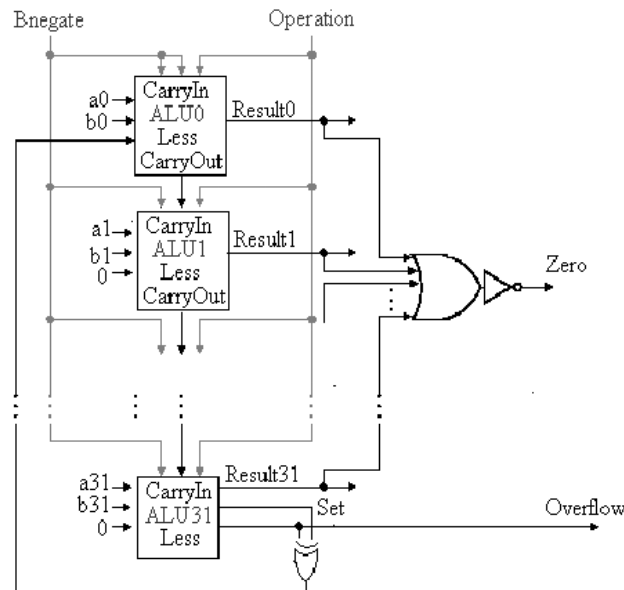 Bnegate Operation
a0
b0
CarryIn
ALU0
Less
CarryOut
Result0
a1
b1
0
CarryIn
ALU1
Less
CarryOut
Result1
Zero
a31
b31
0
CarryIn
ALU31
Less
Result31
Set
Overflow